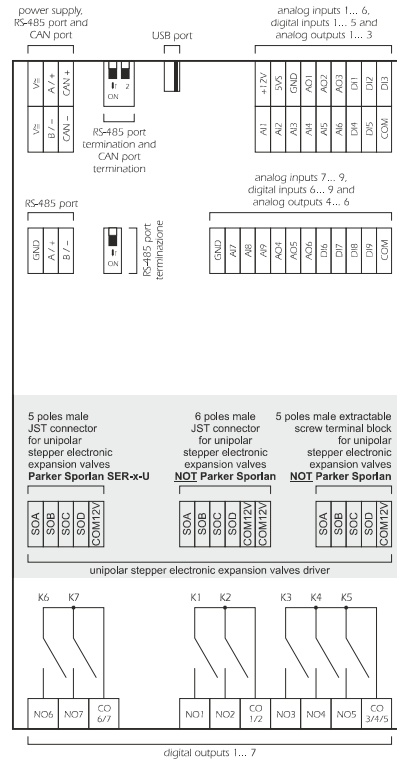 power supply,
RS-485 port and
CAN port
USB port
analog inputs 1... 6,
digital inputs 1... 5 and
analog outputs 1... 3
V≂ A / + CAN +
V≂ B / − CAN −
1 2
ON
RS-485 port
termination and
CAN port
termination
+12V 5VS GND AO1 AO2 AO3 DI1 DI2 DI3
AI1 AI2 AI3 AI4 AI5 AI6 DI4 DI5 COM
RS-485 port
GND A / + B / −
1
ON
RS-485 port
terminazione
analog inputs 7... 9,
digital inputs 6... 9 and
analog outputs 4... 6
GND AI7 AI8 AI9 AO4 AO5 AO6 DI6 DI7 DI8 DI9 COM
5 poles male
JST connector
for unipolar
stepper electronic
expansion valves
Parker Sporlan SER-x-U
6 poles male
JST connector
for unipolar
stepper electronic
expansion valves
NOT Parker Sporlan
5 poles male extractable
screw terminal block
for unipolar
stepper electronic
expansion valves
NOT Parker Sporlan
SOA SOB SOC SOD COM12V
SOA SOB SOC SOD COM12V COM12V
SOA SOB SOC SOD COM12V
unipolar stepper electronic expansion valves driver
K6 K7 K1 K2 K3 K4 K5
NO6 NO7 CO
6/7
NO1 NO2 CO
1/2
NO3 NO4 NO5 CO
3/4/5
digital outputs 1... 7